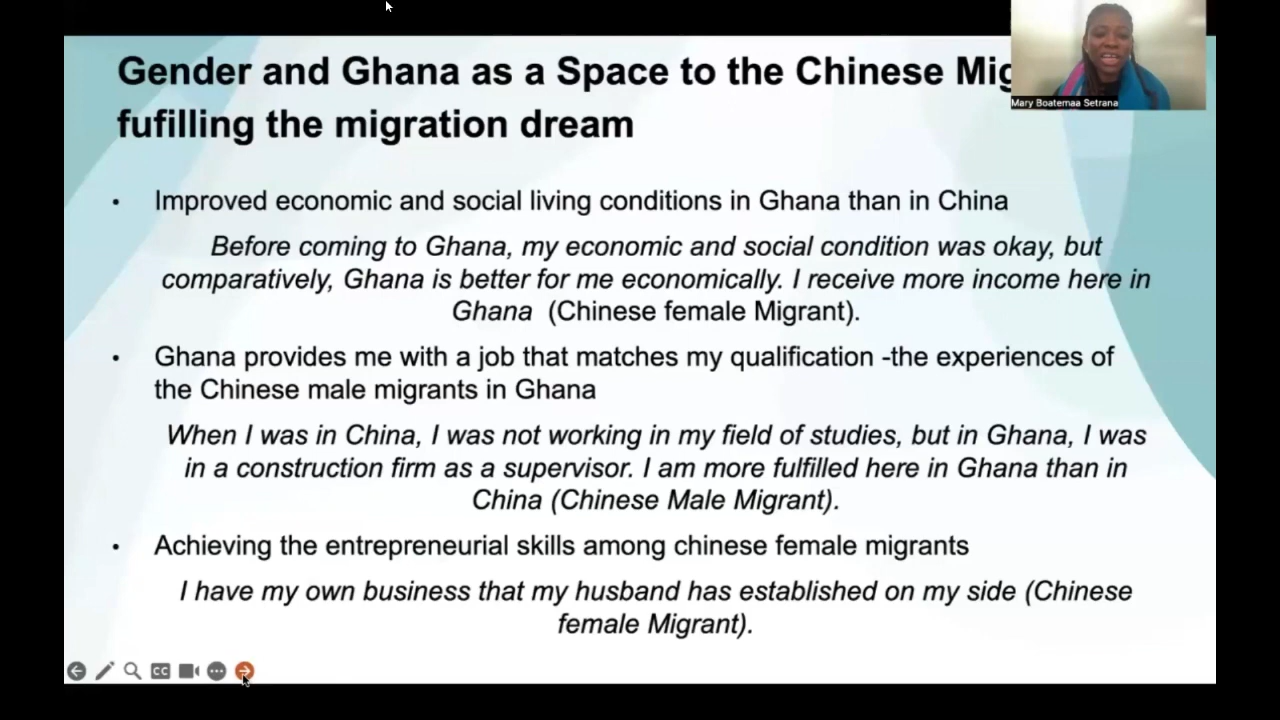 Gender and Ghana as a Space to the Chinese Mig
fufilling the migration dream
Mary Boatemaa Setrana
• Improved economic and social living conditions in Ghana than in China
Before coming to Ghana, my economic and social condition was okay, but
comparatively, Ghana is better for me economically. I receive more income here in
Ghana (Chinese female Migrant).
• Ghana provides me with a job that matches my qualification -the experiences of
the Chinese male migrants in Ghana
When I was in China, I was not working in my field of studies, but in Ghana, I was
in a construction firm as a supervisor. I am more fulfilled here in Ghana than in
China (Chinese Male Migrant).
• Achieving the entrepreneurial skills among chinese female migrants
I have my own business that my husband has established on my side (Chinese
female Migrant).
CC